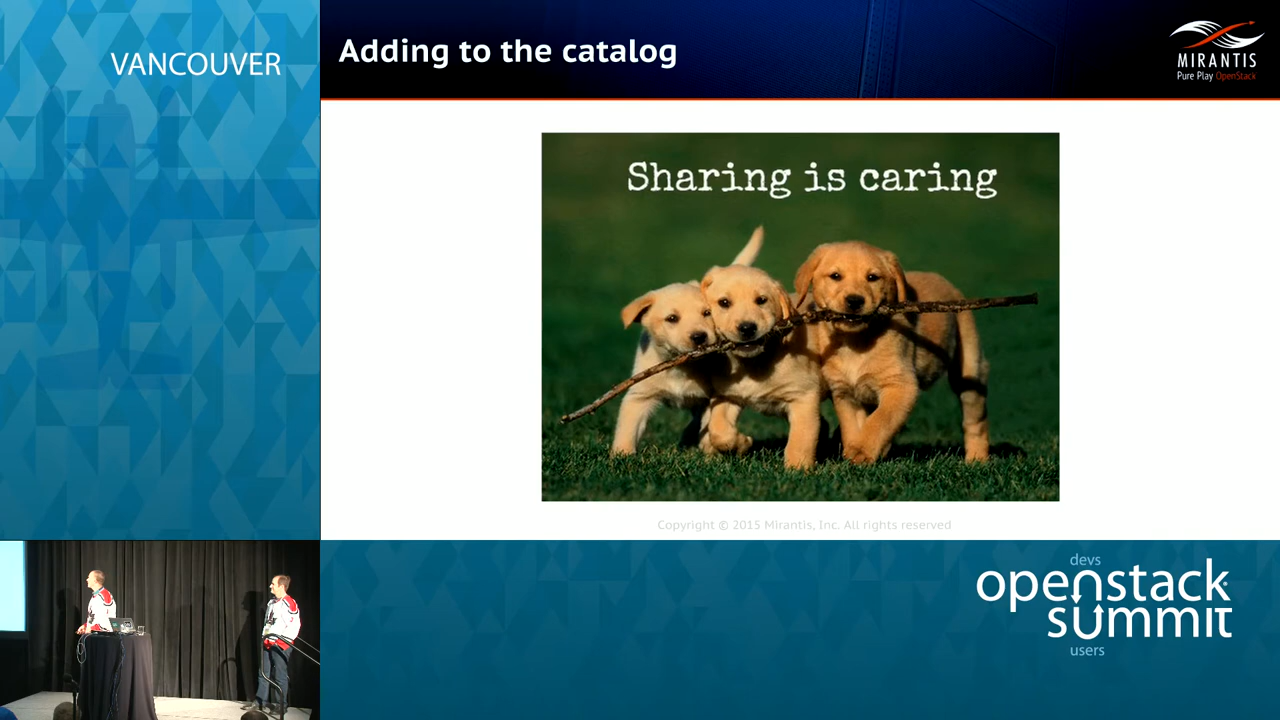 VANCOUVER
Adding to the catalog
MIRANTIS
Pure Play OpenStack
Sharing is caring
Copyright © 2015 Mirantis, Inc. All rights reserved
devs
openstack
summit
users